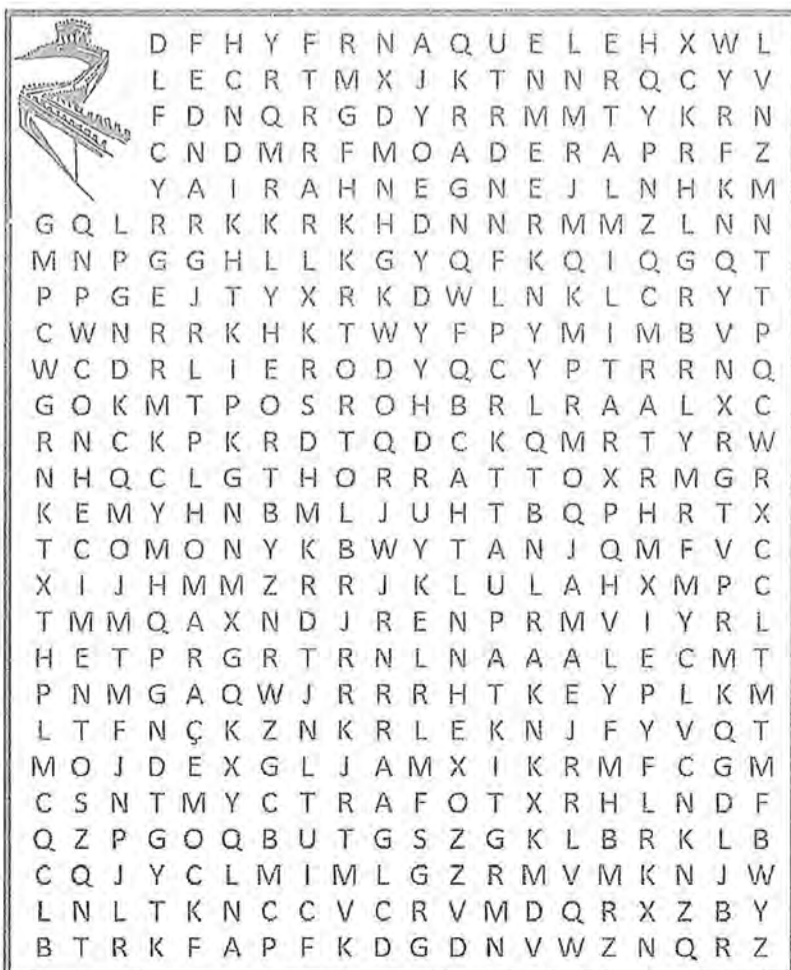 D F H Y F R N A Q U E L E H X W L
L E C R T M X J K T N N R Q C Y V
F D N Q R G D Y R R M M T Y K R N
C N D M R F M O A D E R A P R F Z
Y A I R A H N E G N E J L N H K M
G Q L R R K K R K H D N N R M M Z L N N
M N P G G H L L K G Y Q F K Q I Q G Q T
P P G E J T Y X R K D W L N K L C R Y T
C W N R R K H K T W Y F P Y M I M B V P
W C D R L I E R O D Y Q C Y P T R R N Q
G O K M T P O S R O H B R L R A A L X C
R N C K P K R D T Q D C K Q M R T Y R W
N H Q C L G T H O R R A T T O X R M G R
K E M Y H N B M L J U H T B Q P H R T X
T C O M O N Y K B W Y T A N J Q M F V C
X I J H M M Z R R J K L U L A H X M P C
T M M Q A X N D J R E N P R M V I Y R L
H E T P R G R T R N L N A A A L E C M T
P N M G A Q W J R R R H T K E Y P L K M
L T F N Ç K Z N K R L E K N J F Y V Q T
M O J D E X G L J A M X I K R M F C G M
C S N T M Y C T R A F O T X R H L N D F
Q Z P G O Q B U T G S Z G K L B R K L B
C Q J Y C L M I M L G Z R M V M K N J W
L N L T K N C C V C R V M D Q R X Z B Y
B T R K F A P F K D G D N V W Z N Q R Z